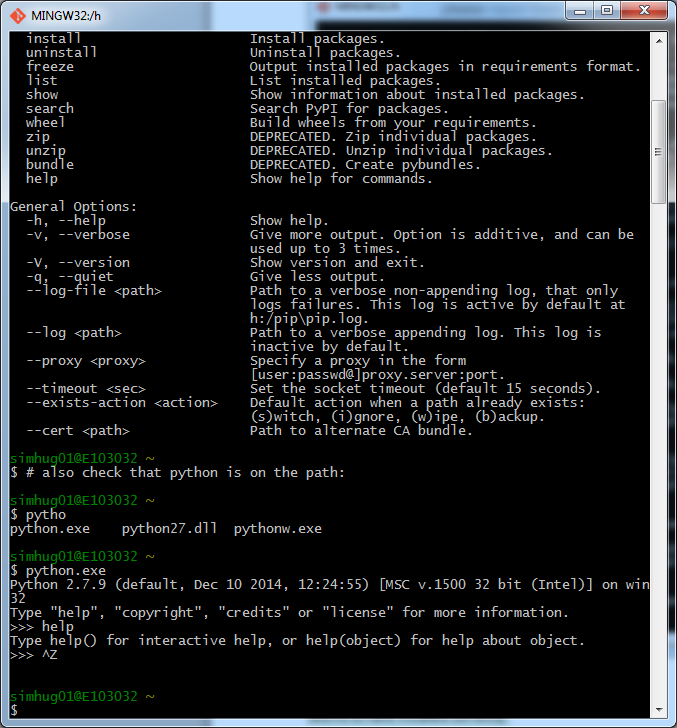 MINGW32:/h
install Install packages.
uninstall Uninstall packages.
freeze Output installed packages in requirements format.
list List installed packages.
show Show information about installed packages.
search Search PyPI for packages.
wheel Build wheels from your requirements.
zip DEPRECATED. Zip individual packages.
unzip DEPRECATED. Unzip individual packages.
bundle DEPRECATED. Create pybundles.
help Show help for commands.
General Options:
-h, --help Show help.
-v, --verbose Give more output. Option is additive, and can be
used up to 3 times.
-V, --version Show version and exit.
-q, --quiet Give less output.
--log-file <path> Path to a verbose non-appending log, that only
logs failures. This log is active by default at
h:/pip\pip.log.
--log <path> Path to a verbose appending log. This log is
inactive by default.
--proxy <proxy> Specify a proxy in the form
[user:passwd@]proxy.server:port.
--timeout <sec> Set the socket timeout (default 15 seconds).
--exists-action <action> Default action when a path already exists:
(s)witch, (i)gnore, (w)ipe, (b)ackup.
--cert <path> Path to alternate CA bundle.
simhug01@E103032 ~
$ # also check that python is on the path:
simhug01@E103032 ~
$ pytho
python.exe python27.dll pythonw.exe
simhug01@E103032 ~
$ python.exe
Python 2.7.9 (default, Dec 10 2014, 12:24:55) [MSC v.1500 32 bit (Intel)] on win
32
Type "help", "copyright", "credits" or "license" for more information.
>>> help
Type help() for interactive help, or help(object) for help about object.
>>> ^Z
simhug01@E103032 ~
$